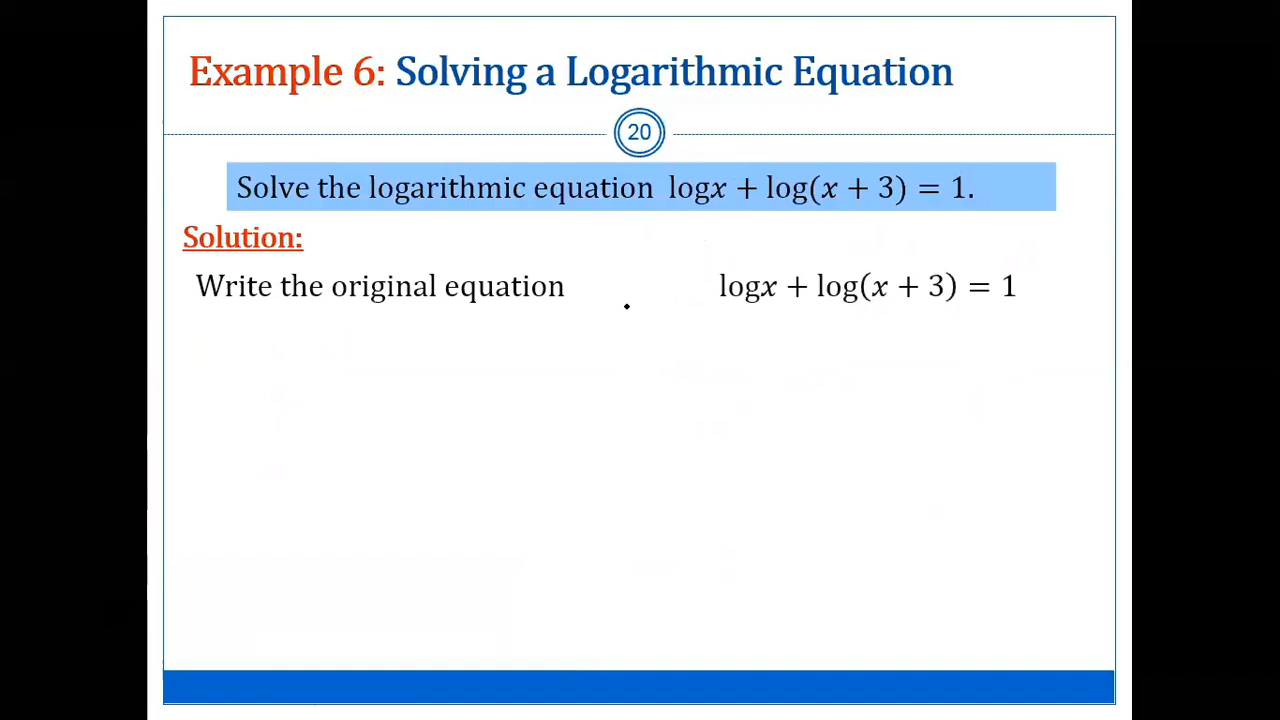 Example 6: Solving a Logarithmic Equation
20
Solve the logarithmic equation log𝑥 + log(𝑥 + 3) = 1.
Solution:
Write the original equation log𝑥 + log(𝑥 + 3) = 1